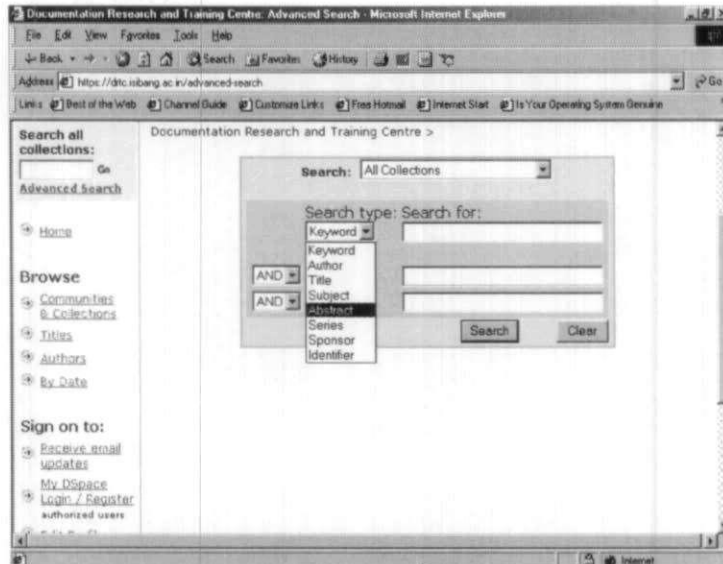 Documentation Research and Training Centre: Advanced Search - Microsoft Internet Explorer
File Edit View Favorites Tools Help
Back Search Favorites History
Address https://drtc.isibang.ac.in/advanced-search Go
Links Best of the Web Channel Guide Customize Links Free Hotmail Internet Start Is Your Operating System Genuine
Search all
collections:
Go
Advanced Search
Home
Browse
Communities
& Collections
Titles
Authors
By Date
Sign on to:
Receive email
updates
My DSpace
Login / Register
authorized users
Documentation Research and Training Centre >
Search: All Collections
Search type: Search for:
Keyword
Keyword
Author
AND
Title
Subject
AND
Abstract
Series
Sponsor
Identifier
Search Clear
Internet